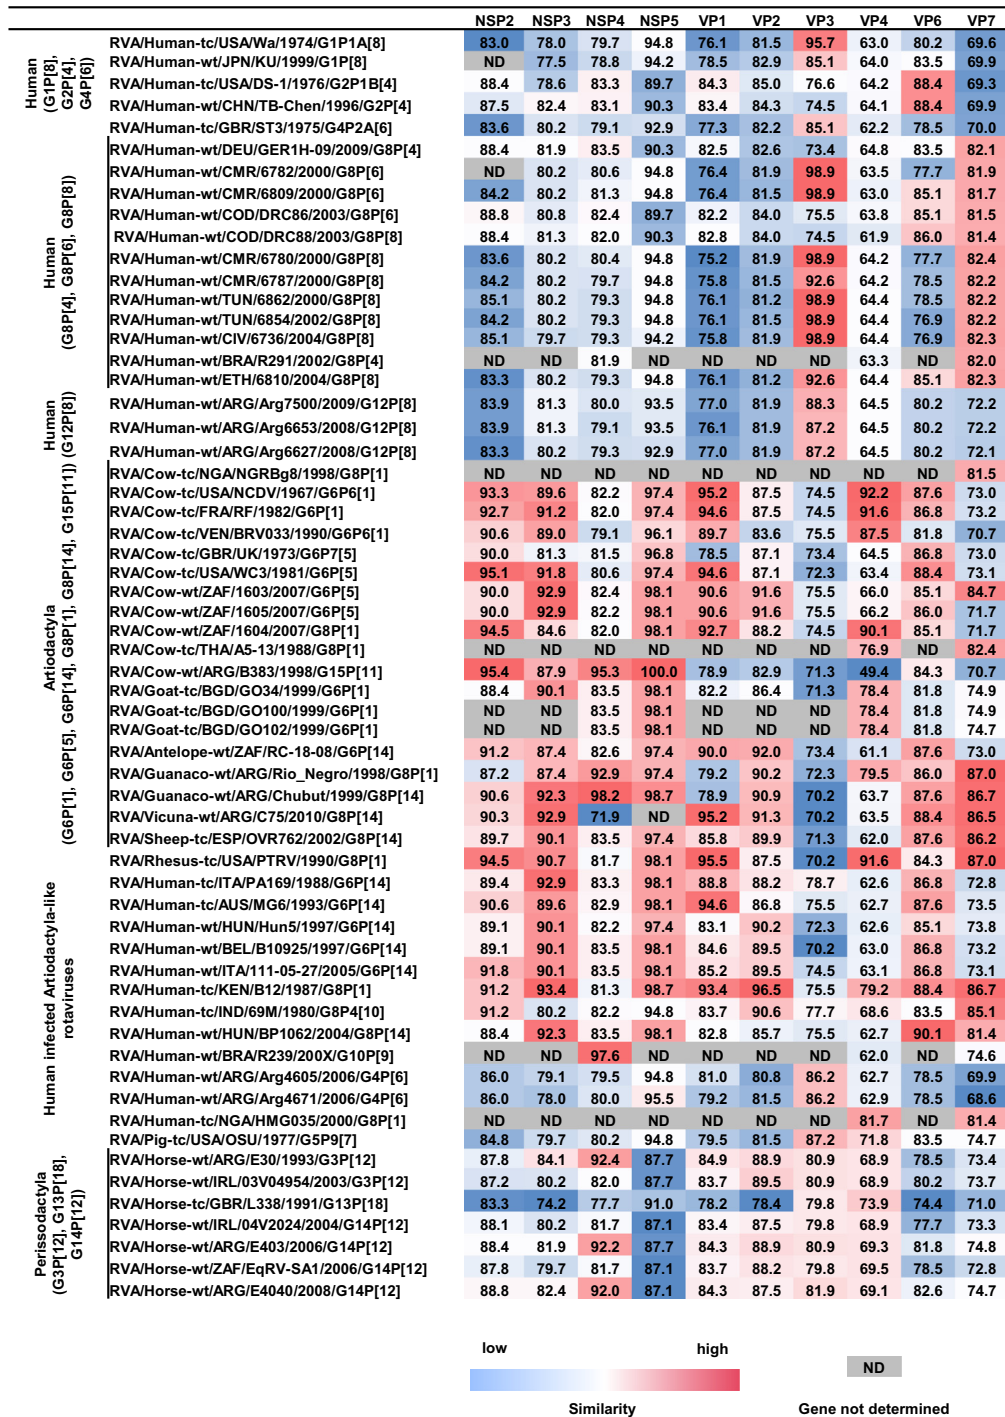 NSP2 NSP3 NSP4 NSP5 VP1 VP2 VP3 VP4 VP6 VP7
Human
(G1P[8],
G2P[4],
G4P[6])
RVA/Human-tc/USA/Wa/1974/G1P1A[8] 83.0 78.0 79.7 94.8 76.1 81.5 95.7 63.0 80.2 69.6
RVA/Human-wt/JPN/KU/1999/G1P[8] ND 77.5 78.8 94.2 78.5 82.9 85.1 64.0 83.5 69.9
RVA/Human-tc/USA/DS-1/1976/G2P1B[4] 88.4 78.6 83.3 89.7 84.3 85.0 76.6 64.2 88.4 69.3
RVA/Human-wt/CHN/TB-Chen/1996/G2P[4] 87.5 82.4 83.1 90.3 83.4 84.3 74.5 64.1 88.4 69.9
RVA/Human-tc/GBR/ST3/1975/G4P2A[6] 83.6 80.2 79.1 92.9 77.3 82.2 85.1 62.2 78.5 70.0
Human
(G8P[4], G8P[6], G8P[8])
RVA/Human-wt/DEU/GER1H-09/2009/G8P[4] 88.4 81.9 83.5 90.3 82.5 82.6 73.4 64.8 83.5 82.1
RVA/Human-wt/CMR/6782/2000/G8P[6] ND 80.2 80.6 94.8 76.4 81.9 98.9 63.5 77.7 81.9
RVA/Human-wt/CMR/6809/2000/G8P[6] 84.2 80.2 81.3 94.8 76.4 81.5 98.9 63.0 85.1 81.7
RVA/Human-wt/COD/DRC86/2003/G8P[6] 88.8 80.8 82.4 89.7 82.2 84.0 75.5 63.8 85.1 81.5
RVA/Human-wt/COD/DRC88/2003/G8P[8] 88.4 81.3 82.0 90.3 82.8 84.0 74.5 61.9 86.0 81.4
RVA/Human-wt/CMR/6780/2000/G8P[8] 83.6 80.2 80.4 94.8 75.2 81.9 98.9 64.2 77.7 82.4
RVA/Human-wt/CMR/6787/2000/G8P[8] 84.2 80.2 79.7 94.8 75.8 81.5 92.6 64.2 78.5 82.2
RVA/Human-wt/TUN/6862/2000/G8P[8] 85.1 80.2 79.3 94.8 76.1 81.2 98.9 64.4 78.5 82.2
RVA/Human-wt/TUN/6854/2002/G8P[8] 84.2 80.2 79.3 94.8 76.1 81.5 98.9 64.4 76.9 82.2
RVA/Human-wt/CIV/6736/2004/G8P[8] 85.1 79.7 79.3 94.2 75.8 81.9 98.9 64.4 76.9 82.3
RVA/Human-wt/BRA/R291/2002/G8P[4] ND ND 81.9 ND ND ND ND 63.3 ND 82.0
RVA/Human-wt/ETH/6810/2004/G8P[8] 83.3 80.2 79.3 94.8 76.1 81.2 92.6 64.4 85.1 82.3
Human
(G12P[8])
RVA/Human-wt/ARG/Arg7500/2009/G12P[8] 83.9 81.3 80.0 93.5 77.0 81.9 88.3 64.5 80.2 72.2
RVA/Human-wt/ARG/Arg6653/2008/G12P[8] 83.9 81.3 79.1 93.5 76.1 81.9 87.2 64.5 80.2 72.2
RVA/Human-wt/ARG/Arg6627/2008/G12P[8] 83.3 80.2 79.3 92.9 77.0 81.9 87.2 64.5 80.2 72.1
Artiodactyla
(G6P[1], G6P[5], G6P[14], G8P[1], G8P[14], G15P[11])
RVA/Cow-tc/NGA/NGRBg8/1998/G8P[1] ND ND ND ND ND ND ND ND ND 81.5
RVA/Cow-tc/USA/NCDV/1967/G6P6[1] 93.3 89.6 82.2 97.4 95.2 87.5 74.5 92.2 87.6 73.0
RVA/Cow-tc/FRA/RF/1982/G6P[1] 92.7 91.2 82.0 97.4 94.6 87.5 74.5 91.6 86.8 73.2
RVA/Cow-tc/VEN/BRV033/1990/G6P6[1] 90.6 89.0 79.1 96.1 89.7 83.6 75.5 87.5 81.8 70.7
RVA/Cow-tc/GBR/UK/1973/G6P7[5] 90.0 81.3 81.5 96.8 78.5 87.1 73.4 64.5 86.8 73.0
RVA/Cow-tc/USA/WC3/1981/G6P[5] 95.1 91.8 80.6 97.4 94.6 87.1 72.3 63.4 88.4 73.1
RVA/Cow-wt/ZAF/1603/2007/G6P[5] 90.0 92.9 82.4 98.1 90.6 91.6 75.5 66.0 85.1 84.7
RVA/Cow-wt/ZAF/1605/2007/G6P[5] 90.0 92.9 82.2 98.1 90.6 91.6 75.5 66.2 86.0 71.7
RVA/Cow-wt/ZAF/1604/2007/G8P[1] 94.5 84.6 82.0 98.1 92.7 88.2 74.5 90.1 85.1 71.7
RVA/Cow-tc/THA/A5-13/1988/G8P[1] ND ND ND ND ND ND ND 76.9 ND 82.4
RVA/Cow-wt/ARG/B383/1998/G15P[11] 95.4 87.9 95.3 100.0 78.9 82.9 71.3 49.4 84.3 70.7
RVA/Goat-tc/BGD/GO34/1999/G6P[1] 88.4 90.1 83.5 98.1 82.2 86.4 71.3 78.4 81.8 74.9
RVA/Goat-tc/BGD/GO100/1999/G6P[1] ND ND 83.5 98.1 ND ND ND 78.4 81.8 74.9
RVA/Goat-tc/BGD/GO102/1999/G6P[1] ND ND 83.5 98.1 ND ND ND 78.4 81.8 74.7
RVA/Antelope-wt/ZAF/RC-18-08/G6P[14] 91.2 87.4 82.6 97.4 90.0 92.0 73.4 61.1 87.6 73.0
RVA/Guanaco-wt/ARG/Rio_Negro/1998/G8P[1] 87.2 87.4 92.9 97.4 79.2 90.2 72.3 79.5 86.0 87.0
RVA/Guanaco-wt/ARG/Chubut/1999/G8P[14] 90.6 92.3 98.2 98.7 78.9 90.9 70.2 63.7 87.6 86.7
RVA/Vicuna-wt/ARG/C75/2010/G8P[14] 90.3 92.9 71.9 ND 95.2 91.3 70.2 63.5 88.4 86.5
RVA/Sheep-tc/ESP/OVR762/2002/G8P[14] 89.7 90.1 83.5 97.4 85.8 89.9 71.3 62.0 87.6 86.2
Human infected Artiodactyla-like
rotaviruses
RVA/Rhesus-tc/USA/PTRV/1990/G8P[1] 94.5 90.7 81.7 98.1 95.5 87.5 70.2 91.6 84.3 87.0
RVA/Human-tc/ITA/PA169/1988/G6P[14] 89.4 92.9 83.3 98.1 88.8 88.2 78.7 62.6 86.8 72.8
RVA/Human-tc/AUS/MG6/1993/G6P[14] 90.6 89.6 82.9 98.1 94.6 86.8 75.5 62.7 87.6 73.5
RVA/Human-wt/HUN/Hun5/1997/G6P[14] 89.1 90.1 82.2 97.4 83.1 90.2 72.3 62.6 85.1 73.8
RVA/Human-wt/BEL/B10925/1997/G6P[14] 89.1 90.1 83.5 98.1 84.6 89.5 70.2 63.0 86.8 73.2
RVA/Human-wt/ITA/111-05-27/2005/G6P[14] 91.8 90.1 83.5 98.1 85.2 89.5 74.5 63.1 86.8 73.1
RVA/Human-tc/KEN/B12/1987/G8P[1] 91.2 93.4 81.3 98.7 93.4 96.5 75.5 79.2 88.4 86.7
RVA/Human-tc/IND/69M/1980/G8P4[10] 91.2 80.2 82.2 94.8 83.7 90.6 77.7 68.6 83.5 85.1
RVA/Human-wt/HUN/BP1062/2004/G8P[14] 88.4 92.3 83.5 98.1 82.8 85.7 75.5 62.7 90.1 81.4
RVA/Human-wt/BRA/R239/200X/G10P[9] ND ND 97.6 ND ND ND ND 62.0 ND 74.6
RVA/Human-wt/ARG/Arg4605/2006/G4P[6] 86.0 79.1 79.5 94.8 81.0 80.8 86.2 62.7 78.5 69.9
RVA/Human-wt/ARG/Arg4671/2006/G4P[6] 86.0 78.0 80.0 95.5 79.2 81.5 86.2 62.9 78.5 68.6
RVA/Human-tc/NGA/HMG035/2000/G8P[1] ND ND ND ND ND ND ND 81.7 ND 81.4
RVA/Pig-tc/USA/OSU/1977/G5P9[7] 84.8 79.7 80.2 94.8 79.5 81.5 87.2 71.8 83.5 74.7
Perissodactyla
(G3P[12], G13P[18],
G14P[12])
RVA/Horse-wt/ARG/E30/1993/G3P[12] 87.8 84.1 92.4 87.7 84.9 88.9 80.9 68.9 78.5 73.4
RVA/Horse-wt/IRL/03V04954/2003/G3P[12] 87.2 80.2 82.0 87.7 83.7 89.5 80.9 68.9 80.2 73.7
RVA/Horse-tc/GBR/L338/1991/G13P[18] 83.3 74.2 77.7 91.0 78.2 78.4 79.8 73.9 74.4 71.0
RVA/Horse-wt/IRL/04V2024/2004/G14P[12] 88.1 80.2 81.7 87.1 83.4 87.5 79.8 68.9 77.7 73.3
RVA/Horse-wt/ARG/E403/2006/G14P[12] 88.4 81.9 92.2 87.7 84.3 88.9 80.9 69.3 81.8 74.8
RVA/Horse-wt/ZAF/EqRV-SA1/2006/G14P[12] 87.8 79.7 81.7 87.1 83.7 88.2 79.8 69.5 78.5 72.8
RVA/Horse-wt/ARG/E4040/2008/G14P[12] 88.8 82.4 92.0 87.1 84.3 87.5 81.9 69.1 82.6 74.7
low high ND
Similarity Gene not determined